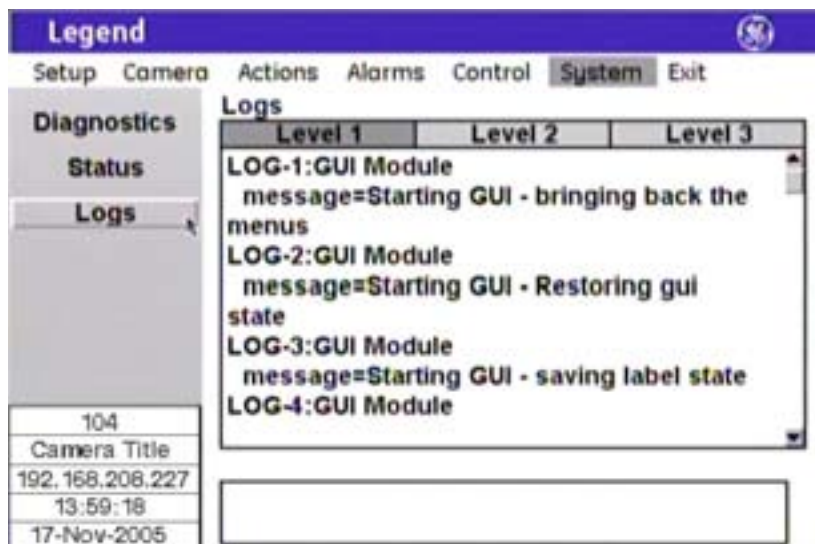 Legend
GE
Setup Camera Actions Alarms Control System Exit
Diagnostics
Status
Logs
Logs
Level 1 Level 2 Level 3
LOG-1:GUI Module
message=Starting GUI - bringing back the
menus
LOG-2:GUI Module
message=Starting GUI - Restoring gui
state
LOG-3:GUI Module
message=Starting GUI - saving label state
LOG-4:GUI Module
104
Camera Title
192.168.208.227
13:59:18
17-Nov-2005